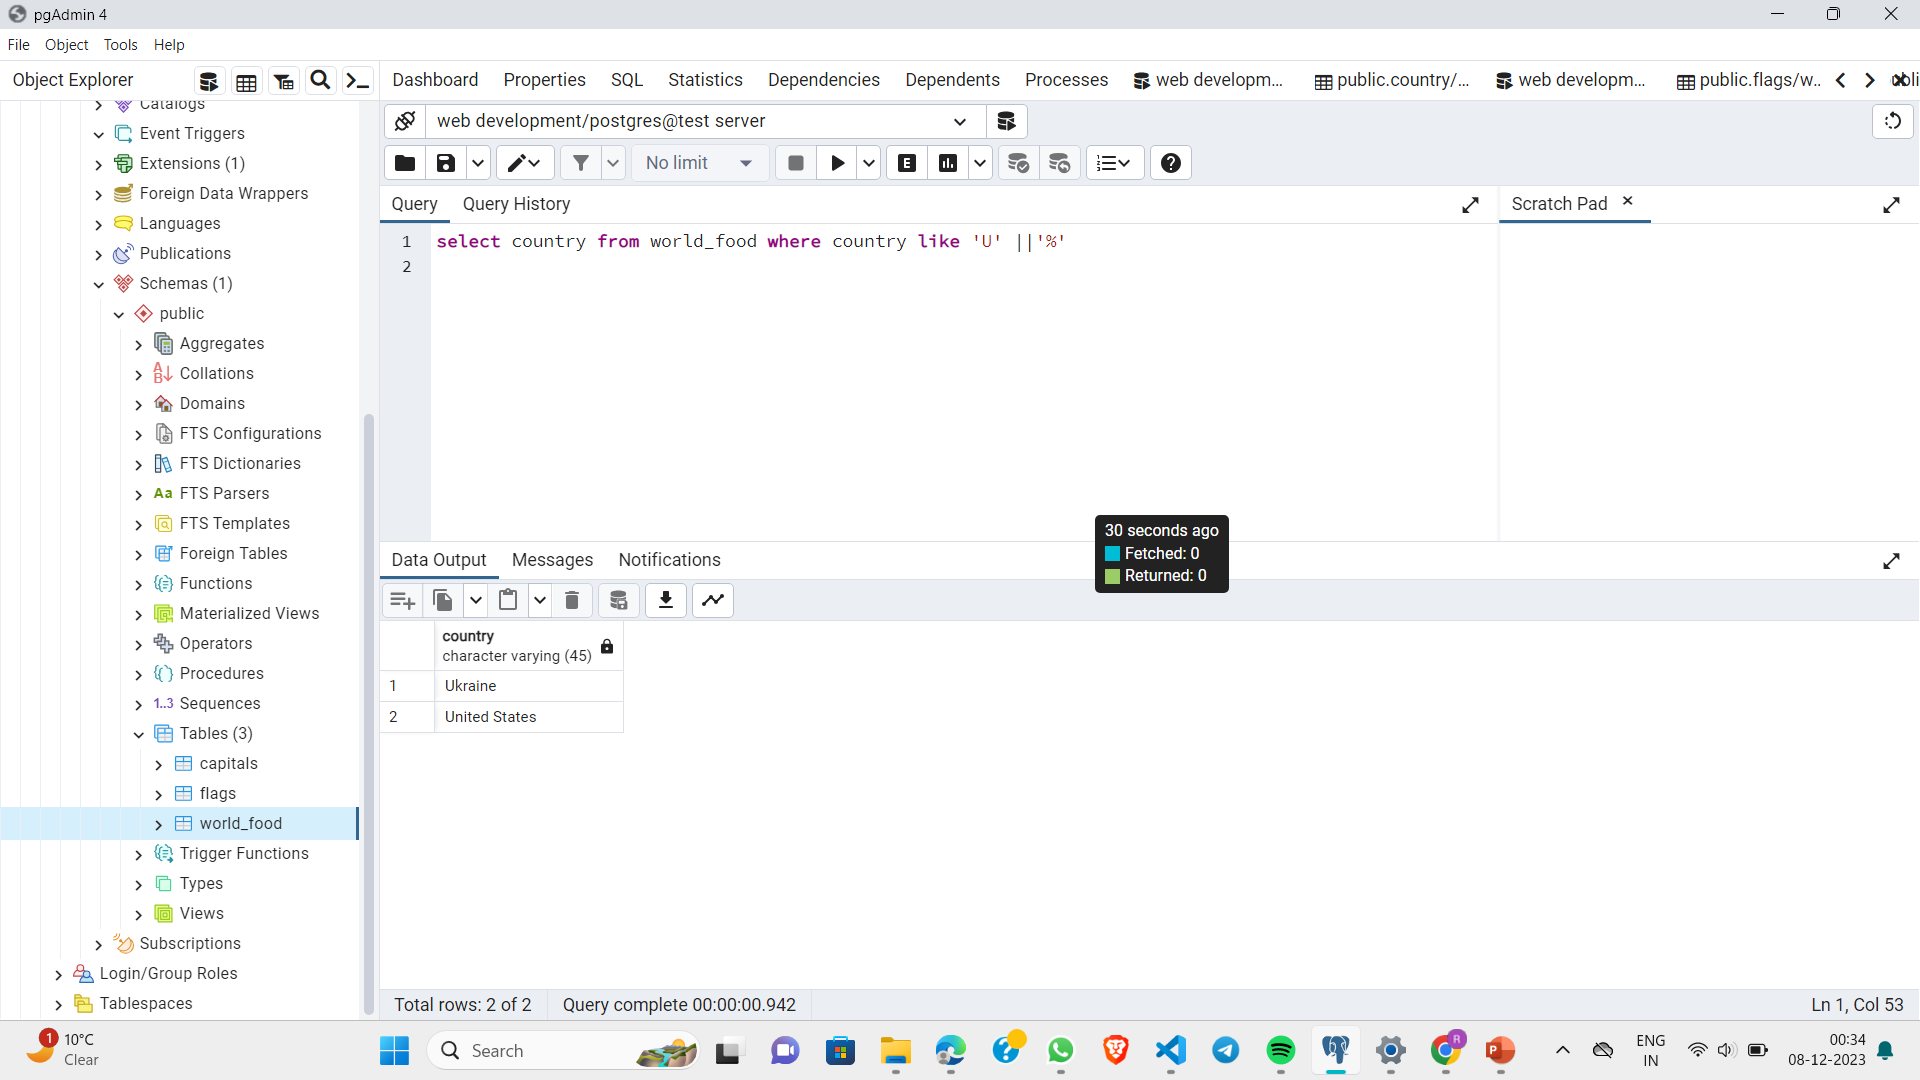 pgAdmin 4
File Object Tools Help
Object Explorer
Dashboard Properties SQL Statistics Dependencies Dependents Processes web developm... public.country/... web developm... public.flags/w...
Catalogs
Event Triggers
Extensions (1)
Foreign Data Wrappers
Languages
Publications
Schemas (1)
public
Aggregates
Collations
Domains
FTS Configurations
FTS Dictionaries
Aa FTS Parsers
FTS Templates
Foreign Tables
Functions
Materialized Views
Operators
Procedures
1..3 Sequences
Tables (3)
capitals
flags
world_food
Trigger Functions
Types
Views
Subscriptions
Login/Group Roles
Tablespaces
web development/postgres@test server
No limit
E
Query Query History
Scratch Pad
1 select country from world_food where country like 'U' ||'%'
2
30 seconds ago
Fetched: 0
Returned: 0
Data Output Messages Notifications
country
character varying (45)
1 Ukraine
2 United States
Total rows: 2 of 2 Query complete 00:00:00.942
Ln 1, Col 53
1
10°C
Clear
Search
R
P
ENG
IN
00:34
08-12-2023